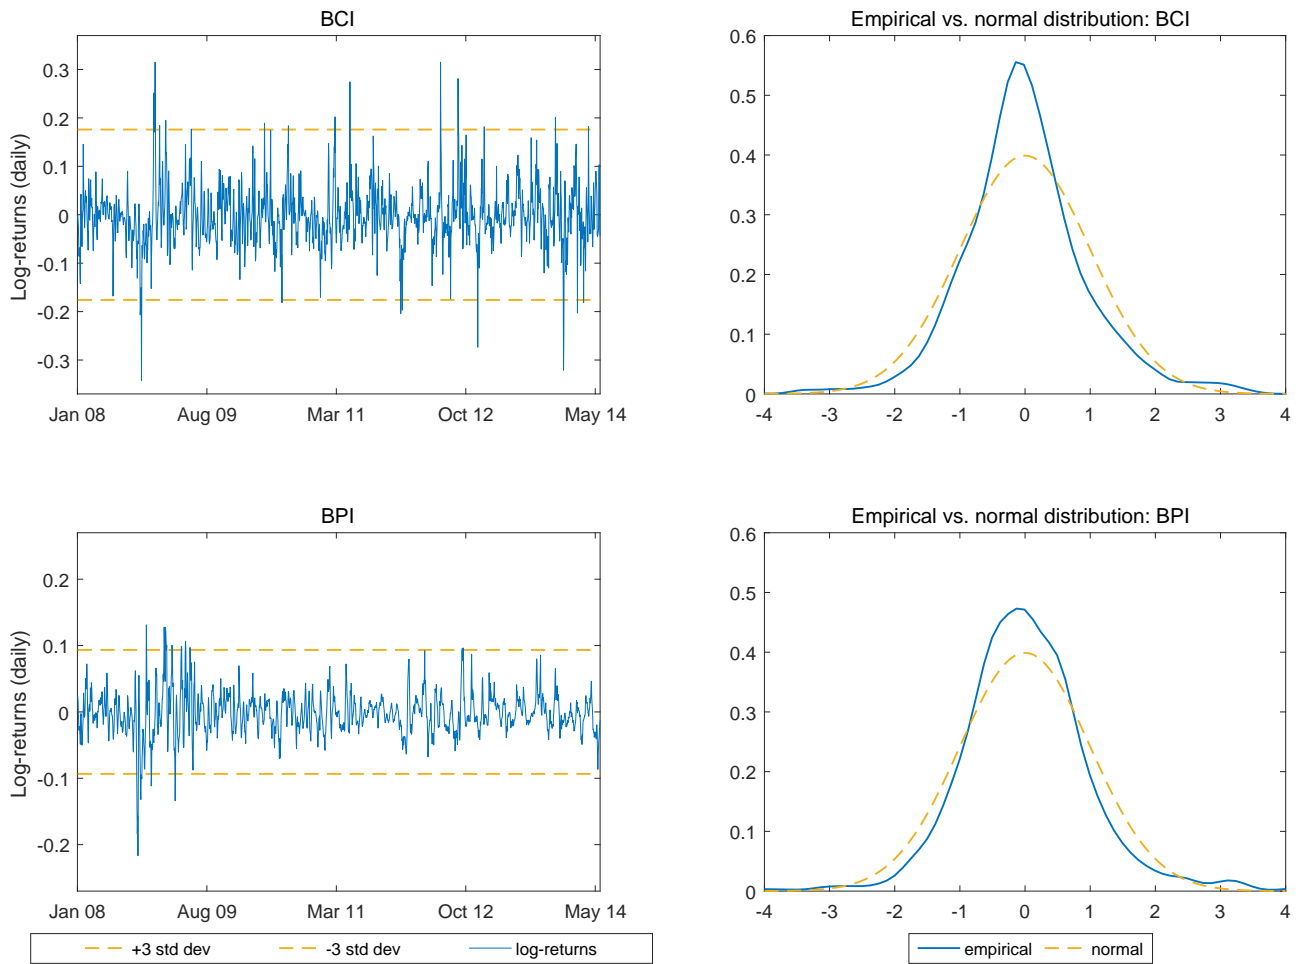 BCI
Log-returns (daily)
0.3
0.2
0.1
0
-0.1
-0.2
-0.3
Jan 08 Aug 09 Mar 11 Oct 12 May 14
Empirical vs. normal distribution: BCI
0.6
0.5
0.4
0.3
0.2
0.1
0
-4 -3 -2 -1 0 1 2 3 4
BPI
Log-returns (daily)
0.2
0.1
0
-0.1
-0.2
Jan 08 Aug 09 Mar 11 Oct 12 May 14
+3 std dev -3 std dev log-returns
Empirical vs. normal distribution: BPI
0.6
0.5
0.4
0.3
0.2
0.1
0
-4 -3 -2 -1 0 1 2 3 4
empirical normal